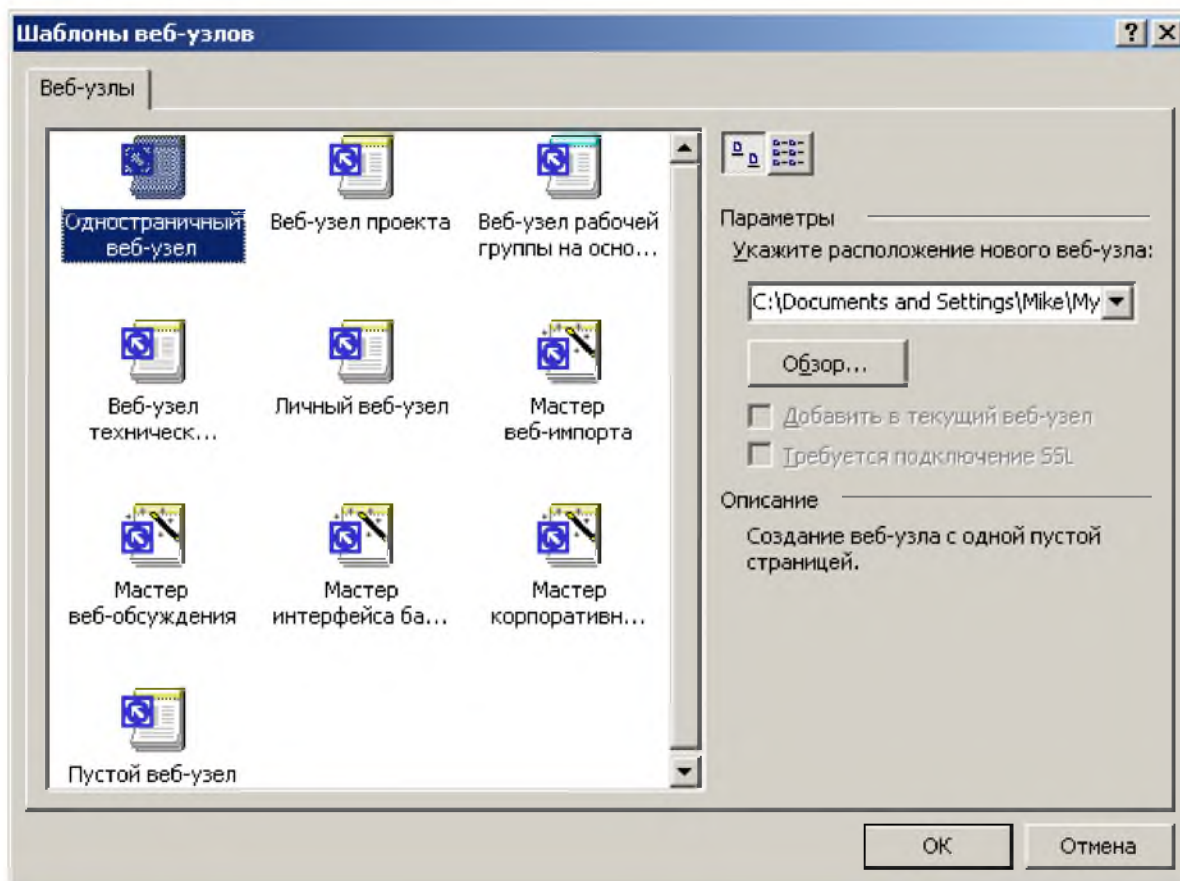 Шаблоны веб-узлов
Веб-узлы
Одностраничный
веб-узел
Веб-узел проекта
Веб-узел рабочей
группы на осно...
Веб-узел
техническ...
Личный веб-узел
Мастер
веб-импорта
Мастер
веб-обсуждения
Мастер
интерфейса ба...
Мастер
корпоративн...
Пустой веб-узел
Параметры
Укажите расположение нового веб-узла:
C:\Documents and Settings\Mike\My
Обзор...
Добавить в текущий веб-узел
Требуется подключение SSL
Описание
Создание веб-узла с одной пустой
страницей.
ОК
Отмена